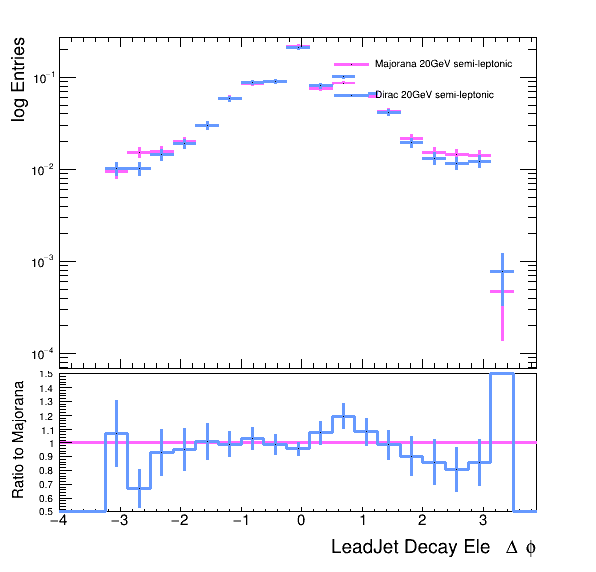 log Entries
Majorana 20GeV semi-leptonic
Dirac 20GeV semi-leptonic
10⁻¹
10⁻²
10⁻³
10⁻⁴
Ratio to Majorana
1.5
1.4
1.3
1.2
1.1
1
0.9
0.8
0.7
0.6
0.5
−4 −3 −2 −1 0 1 2 3
LeadJet Decay Ele Δ ϕ